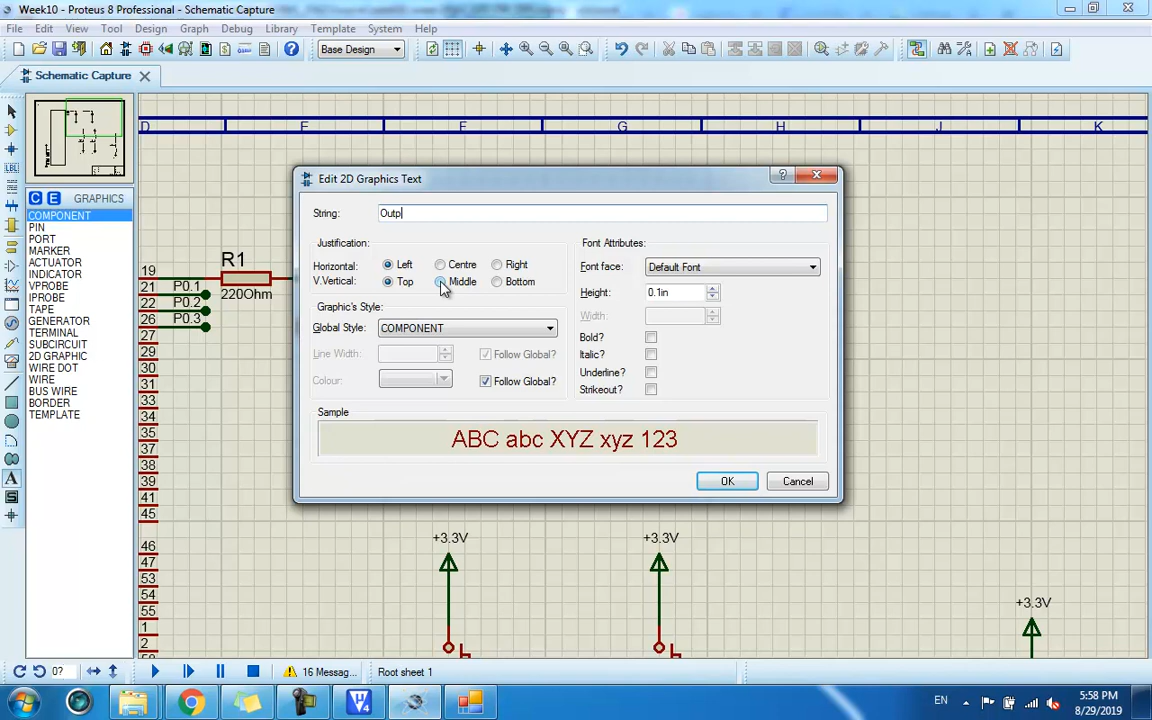 Week10 - Proteus 8 Professional - Schematic Capture
File Edit View Tool Design Graph Debug Library Template System Help
Base Design
Schematic Capture
D E F G H J K
C E GRAPHICS
COMPONENT
PIN
PORT
MARKER
ACTUATOR
INDICATOR
VPROBE
IPROBE
TAPE
GENERATOR
TERMINAL
SUBCIRCUIT
2D GRAPHIC
WIRE DOT
WIRE
BUS WIRE
BORDER
TEMPLATE
LBL
A
R1
220Ohm
19
21 P0.1
22 P0.2
26 P0.3
27
29
30
31
33
34
35
37
38
39
41
45
46
47
53
54
55
1
2
Edit 2D Graphics Text
String: Outp
Justification:
Horizontal: Left Centre Right
V.Vertical: Top Middle Bottom
Graphic's Style:
Global Style: COMPONENT
Line Width: Follow Global?
Colour: Follow Global?
Font Attributes:
Font face: Default Font
Height: 0.1in
Width:
Bold?
Italic?
Underline?
Strikeout?
Sample
ABC abc XYZ xyz 123
OK Cancel
+3.3V +3.3V
+3.3V
0? 16 Messag... Root sheet 1
EN 5:58 PM
8/29/2019